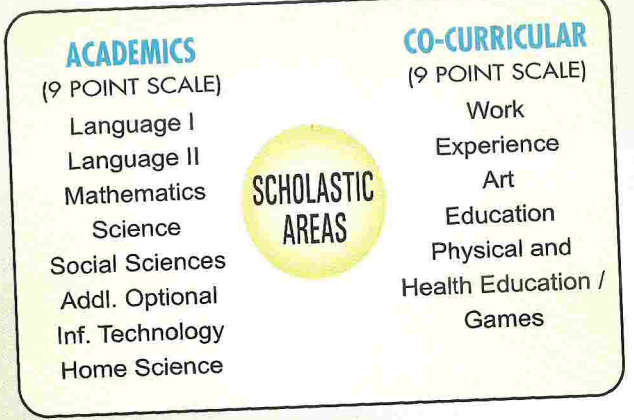 ACADEMICS
(9 POINT SCALE)
Language I
Language II
Mathematics
Science
Social Sciences
Addl. Optional
Inf. Technology
Home Science
SCHOLASTIC
AREAS
CO-CURRICULAR
(9 POINT SCALE)
Work
Experience
Art
Education
Physical and
Health Education /
Games